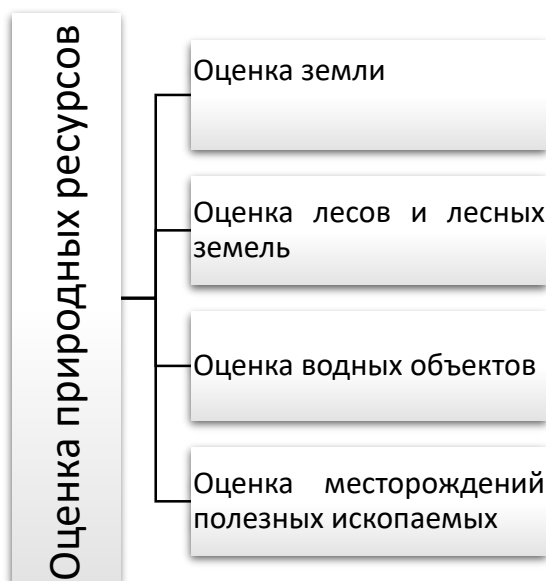 Оценка природных ресурсов
Оценка земли
Оценка лесов и лесных
земель
Оценка водных объектов
Оценка месторождений
полезных ископаемых